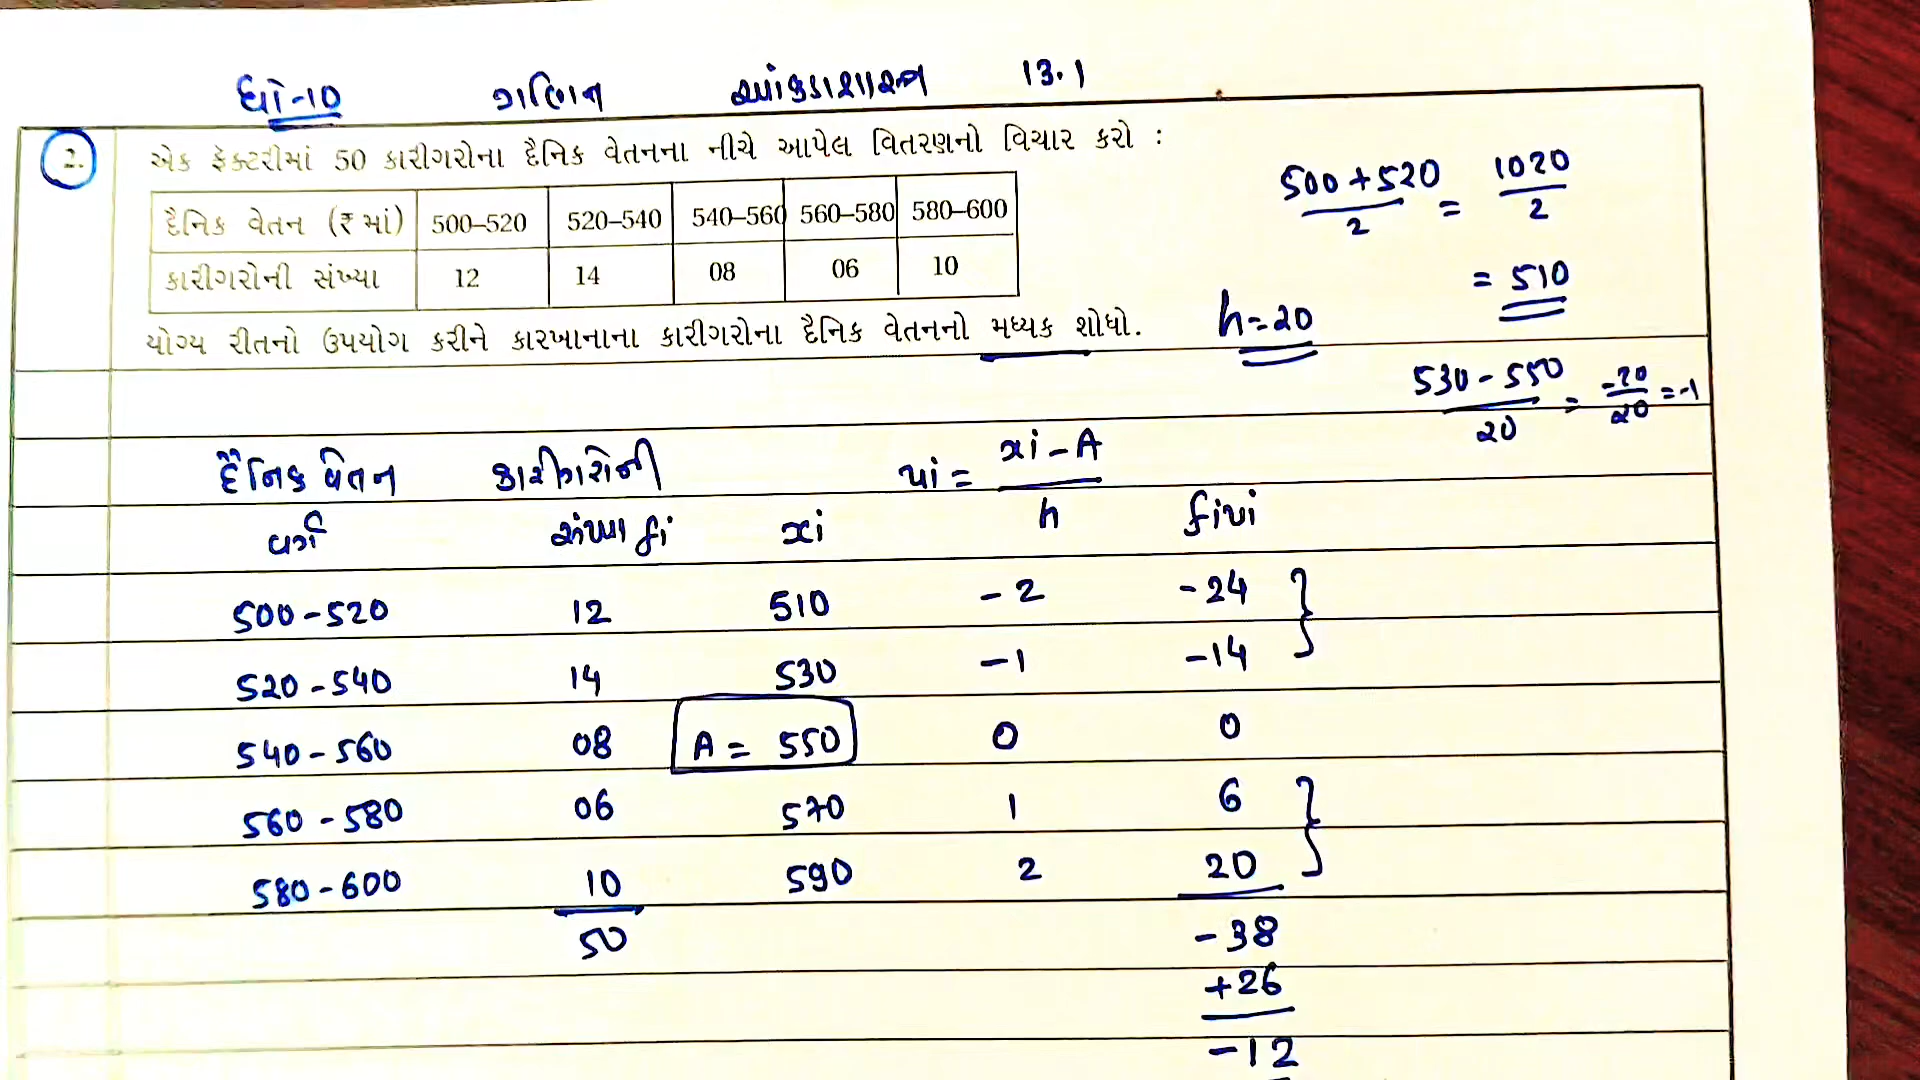 ધો-10 ગણિત આંકડાશાસ્ત્ર 13.1
2. એક ફેક્ટરીમાં 50 કારીગરોના દૈનિક વેતનના નીચે આપેલ વિતરણનો વિચાર કરો :
દૈનિક વેતન (₹ માં) 500–520 520–540 540–560 560–580 580–600
કારીગરોની સંખ્યા 12 14 08 06 10
યોગ્ય રીતનો ઉપયોગ કરીને કારખાનાના કારીગરોના દૈનિક વેતનનો મધ્યક શોધો.
500+520/2 = 1020/2
= 510
h=20
530-550/20 = -20/20 = -1
દૈનિક વેતન કારીગરોની ui = xi - A / h
વર્ગ સંખ્યા fi xi fiui
500-520 12 510 -2 -24
520-540 14 530 -1 -14
540-560 08 A = 550 0 0
560-580 06 570 1 6
580-600 10 590 2 20
50 -38
+26
-12